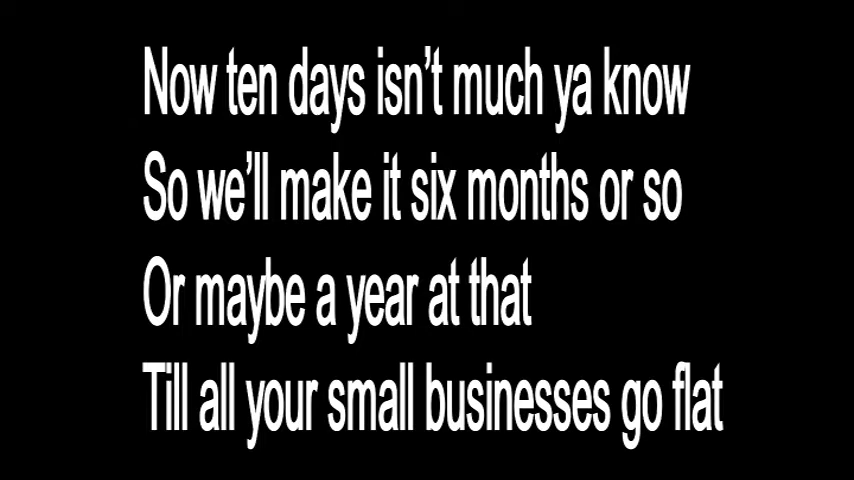 Now ten days isn’t much ya know
So we’ll make it six months or so
Or maybe a year at that
Till all your small businesses go flat